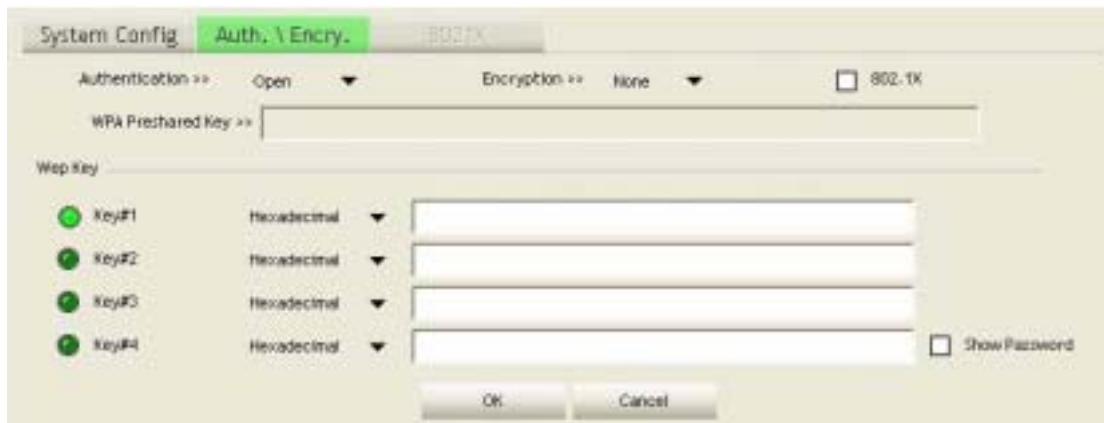 System Config Auth. \ Encry. 802.1X
Authentication >> Open Encryption >> None 802.1X
WPA Preshared Key >>
Wep Key
Key#1 Hexadecimal
Key#2 Hexadecimal
Key#3 Hexadecimal
Key#4 Hexadecimal Show Password
OK Cancel